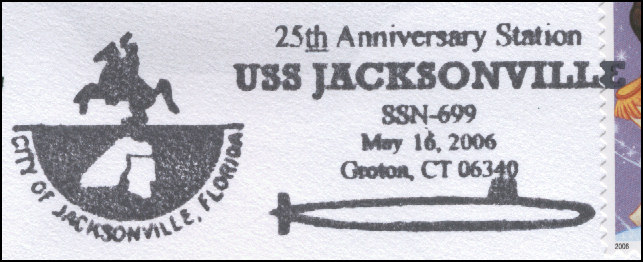 25th Anniversary Station
USS JACKSONVILLE
SSN-699
May 16, 2006
Groton, CT 06340
CITY OF JACKSONVILLE, FLORIDA
2006